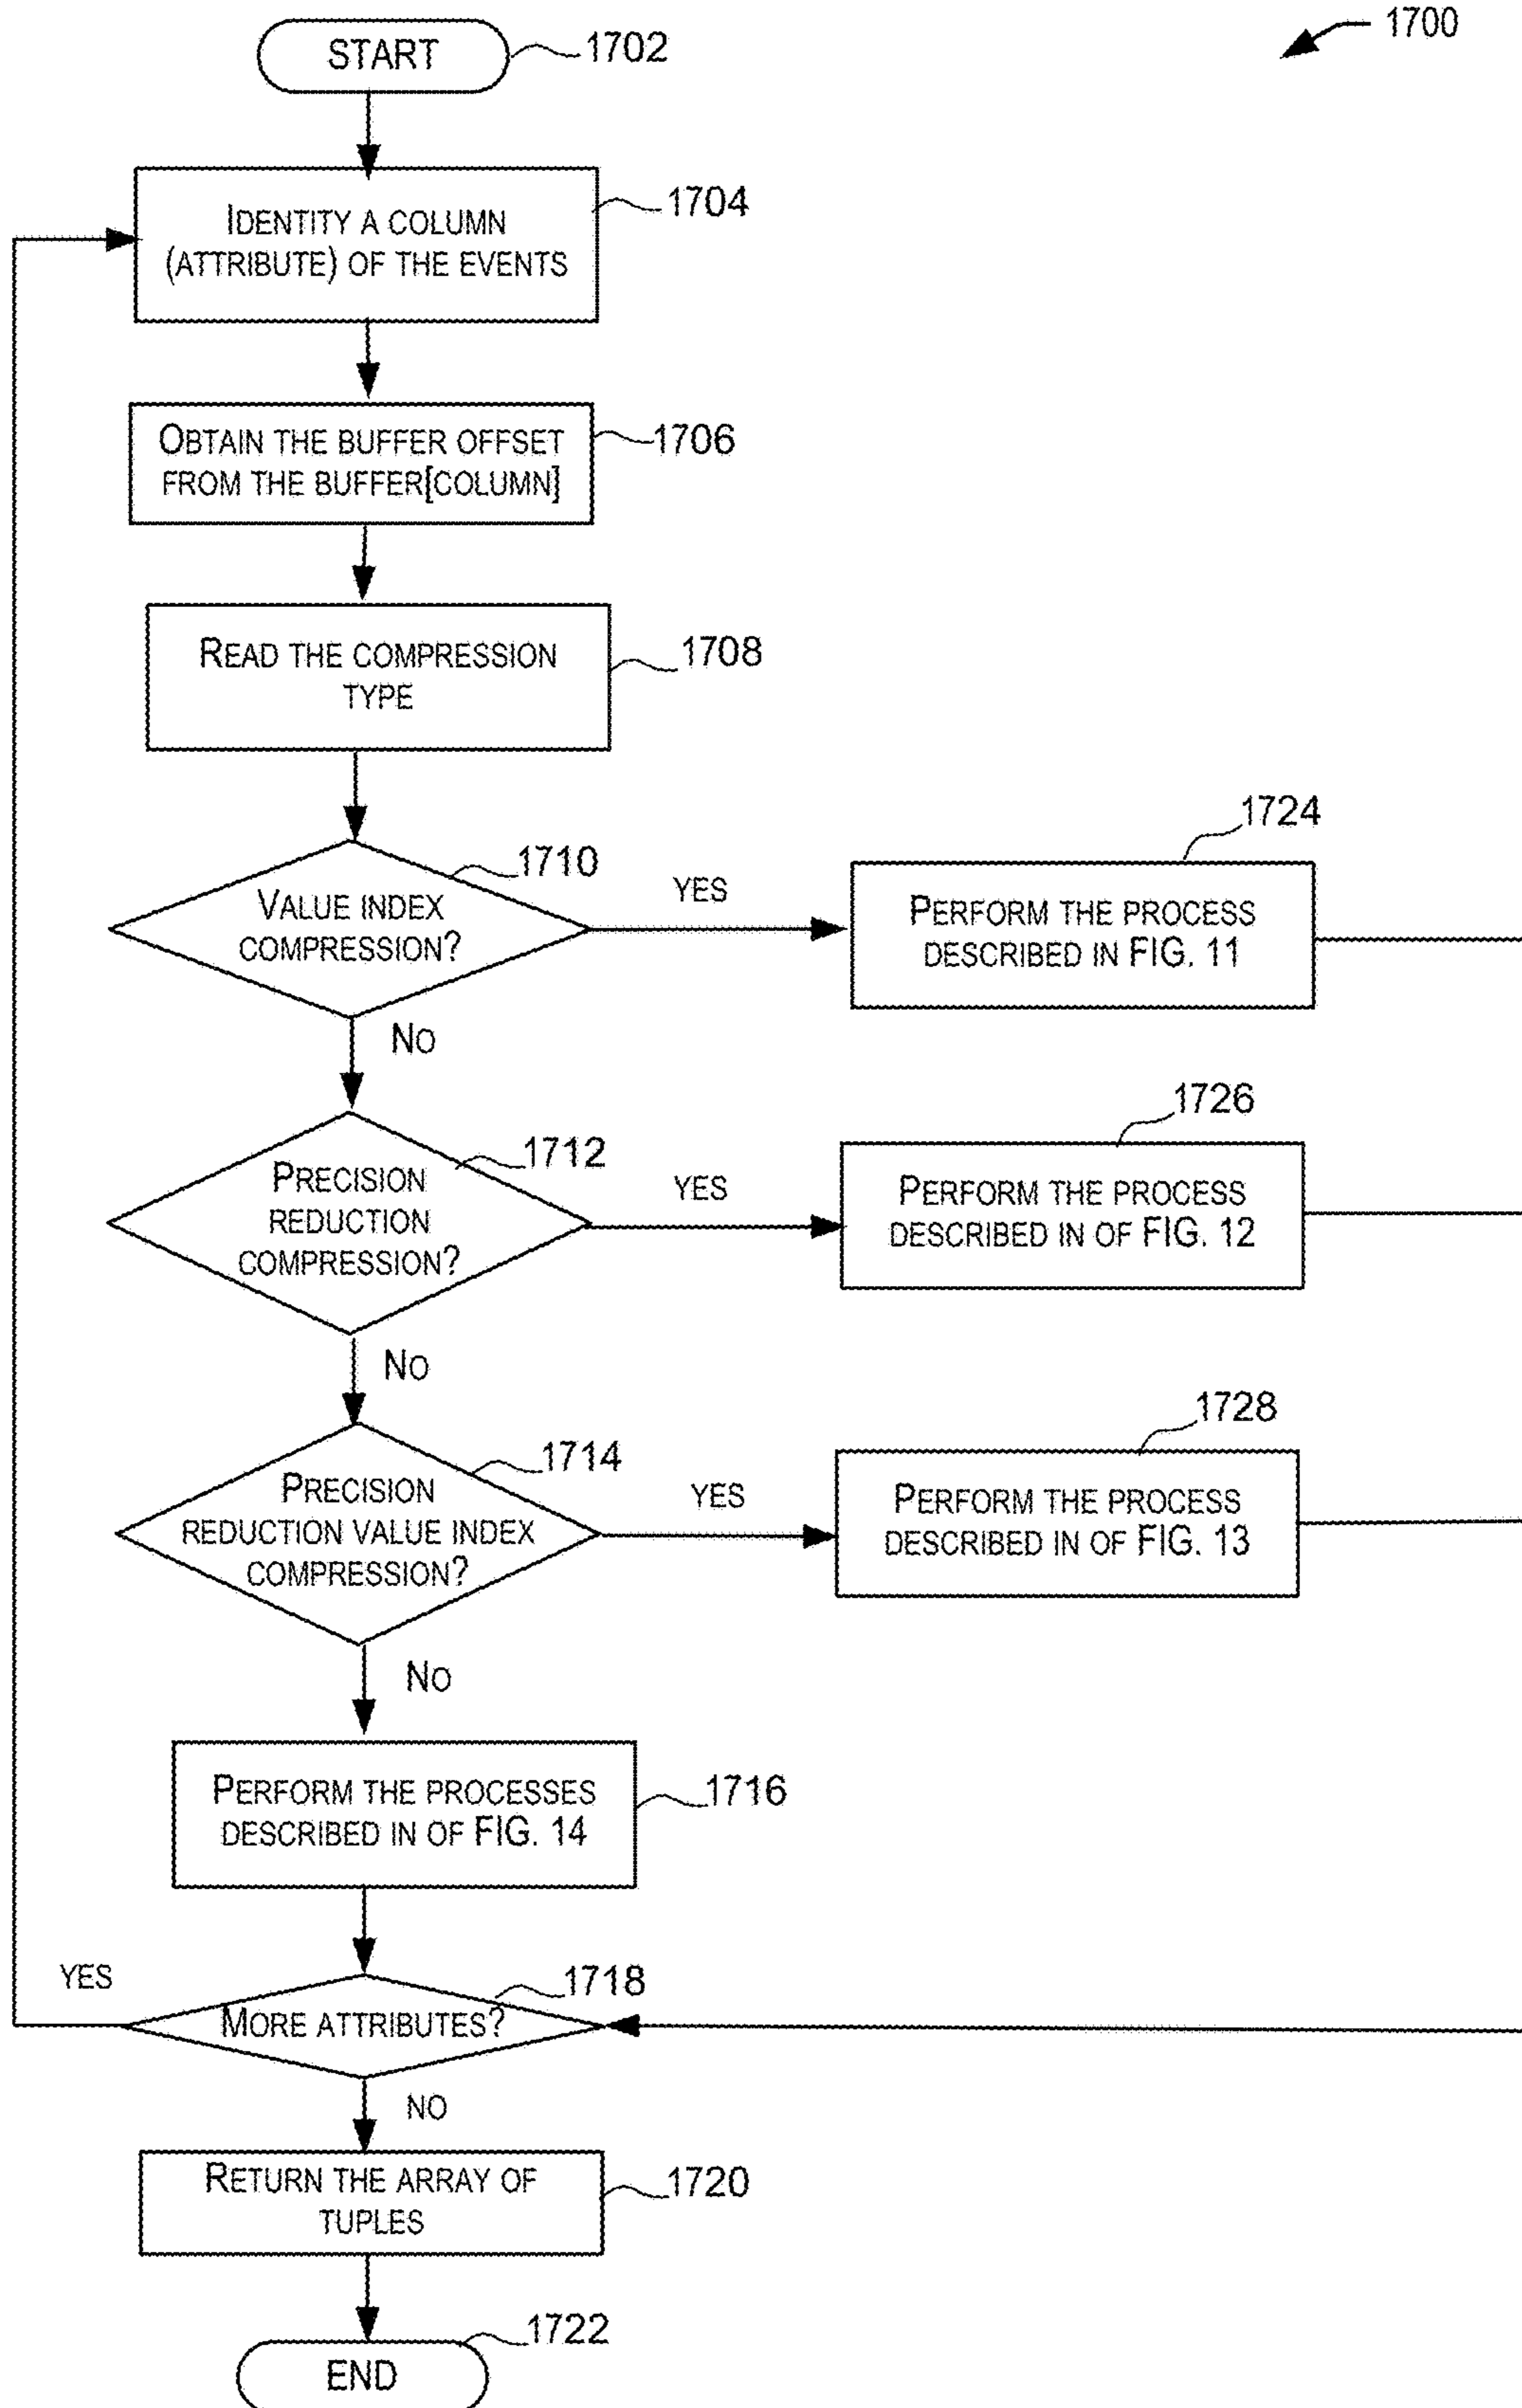 1700
START
1702
IDENTITY A COLUMN
(ATTRIBUTE) OF THE EVENTS
1704
OBTAIN THE BUFFER OFFSET
FROM THE BUFFER[COLUMN]
1706
READ THE COMPRESSION
TYPE
1708
VALUE INDEX
COMPRESSION?
1710
YES
PERFORM THE PROCESS
DESCRIBED IN FIG. 11
1724
NO
PRECISION
REDUCTION
COMPRESSION?
1712
YES
PERFORM THE PROCESS
DESCRIBED IN OF FIG. 12
1726
NO
PRECISION
REDUCTION VALUE INDEX
COMPRESSION?
1714
YES
PERFORM THE PROCESS
DESCRIBED IN OF FIG. 13
1728
NO
PERFORM THE PROCESSES
DESCRIBED IN OF FIG. 14
1716
YES
MORE ATTRIBUTES?
1718
NO
RETURN THE ARRAY OF
TUPLES
1720
END
1722